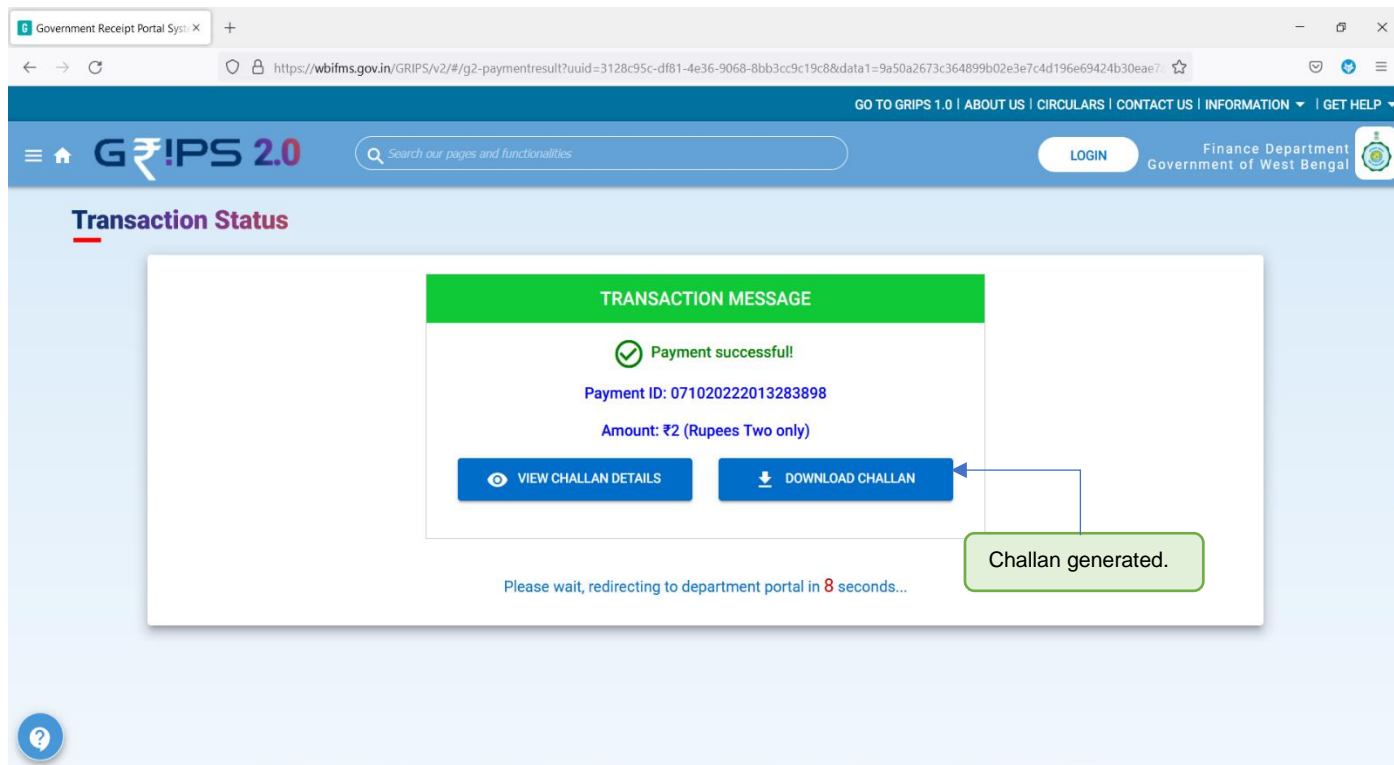 Government Receipt Portal Syst
https://wbifms.gov.in/GRIPS/v2/#/g2-paymentresult?uuid=3128c95c-df81-4e36-9068-8bb3cc9c19c8&data1=9a50a2673c364899b02e3e7c4d196e69424b30eae7
GO TO GRIPS 1.0 | ABOUT US | CIRCULARS | CONTACT US | INFORMATION | GET HELP
G₹!PS 2.0
Search our pages and functionalities
LOGIN
Finance Department
Government of West Bengal
Transaction Status
TRANSACTION MESSAGE
Payment successful!
Payment ID: 071020222013283898
Amount: ₹2 (Rupees Two only)
VIEW CHALLAN DETAILS
DOWNLOAD CHALLAN
Challan generated.
Please wait, redirecting to department portal in 8 seconds...